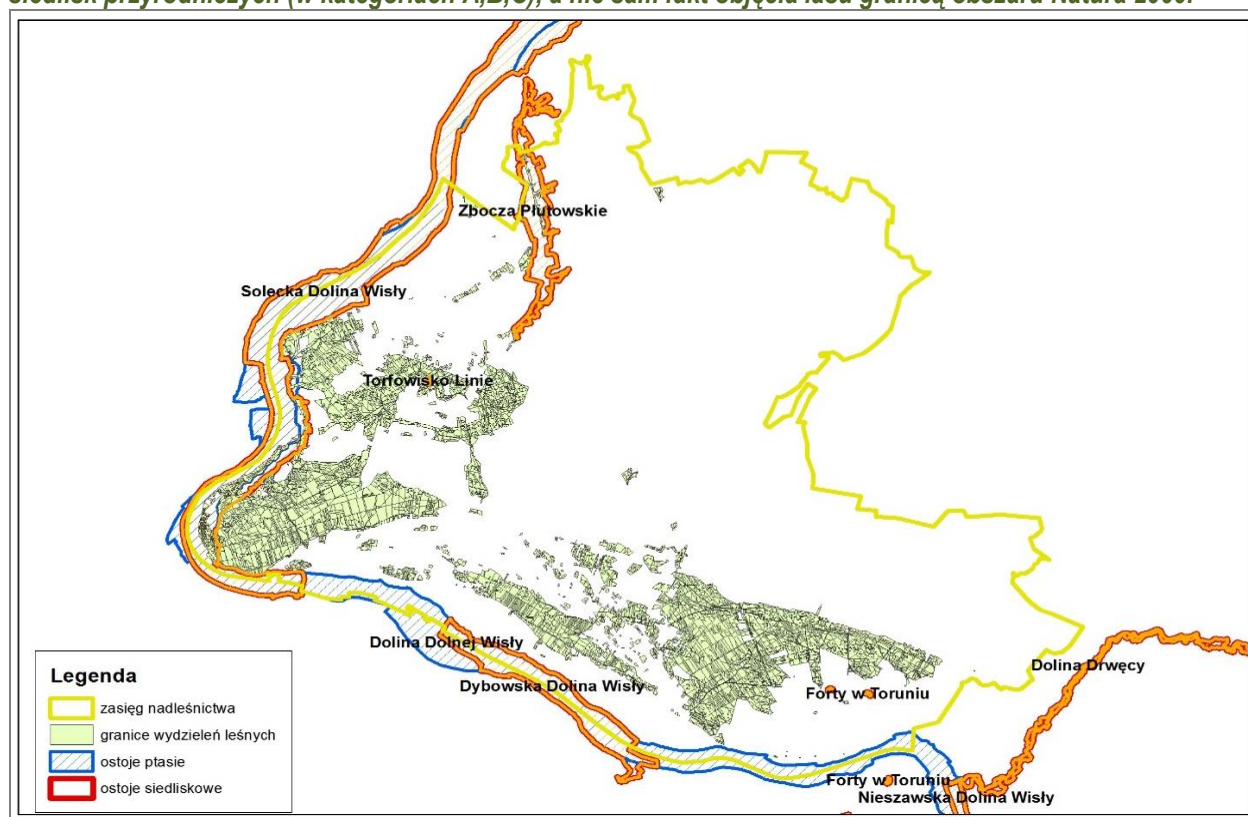 siedlisk przyrodniczych (w kategoriach A,B,C), a nie sam fakt objęcia lasu granicą obszaru Natura 2000.
Zbocza Płutowskie
Solecka Dolina Wisły
Torfowisko Linie
Dolina Dolnej Wisły
Dybowska Dolina Wisły
Dolina Drwęcy
Forty w Toruniu
Forty w Toruniu
Nieszawska Dolina Wisły
Legenda
zasięg nadleśnictwa
granice wydzieleń leśnych
ostoje ptasie
ostoje siedliskowe